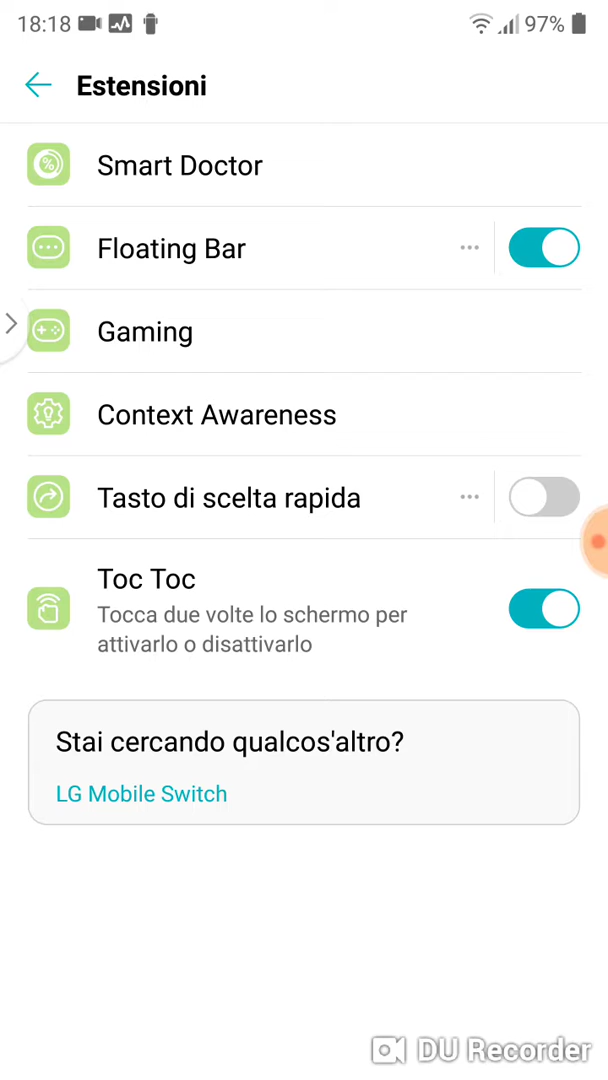 18:18 97%
Estensioni
Smart Doctor
Floating Bar
Gaming
Context Awareness
Tasto di scelta rapida
Toc Toc
Tocca due volte lo schermo per
attivarlo o disattivarlo
Stai cercando qualcos'altro?
LG Mobile Switch
DU Recorder